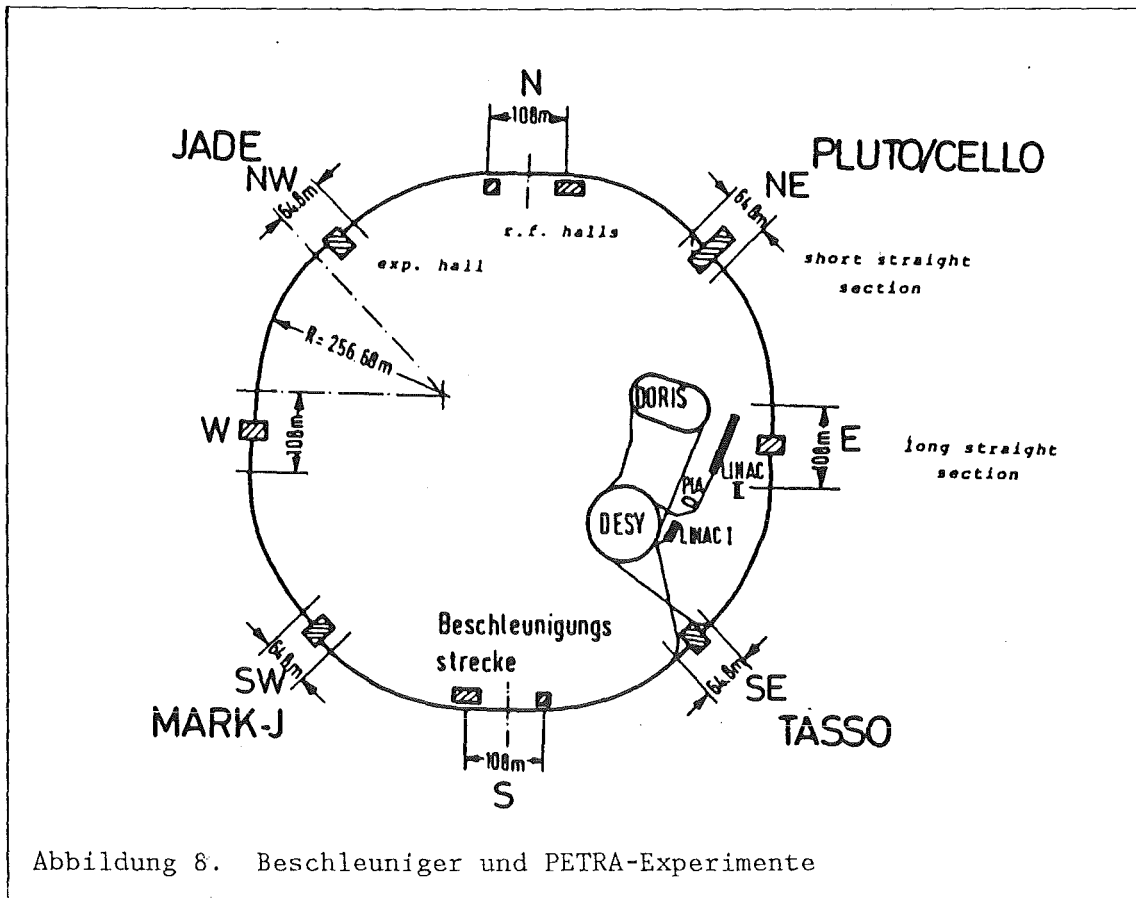 N
108m
JADE
NW
64.8m
PLUTO/CELLO
NE
64.8m
r.f. halls
exp. hall
short straight
section
R= 256.68m
DORIS
W
108m
108m
E
long straight
section
LINAC
II
PIA
DESY
LINAC I
Beschleunigungs
strecke
64.8m
SW
MARK-J
64.8m
SE
TASSO
108m
S
Abbildung 8. Beschleuniger und PETRA-Experimente